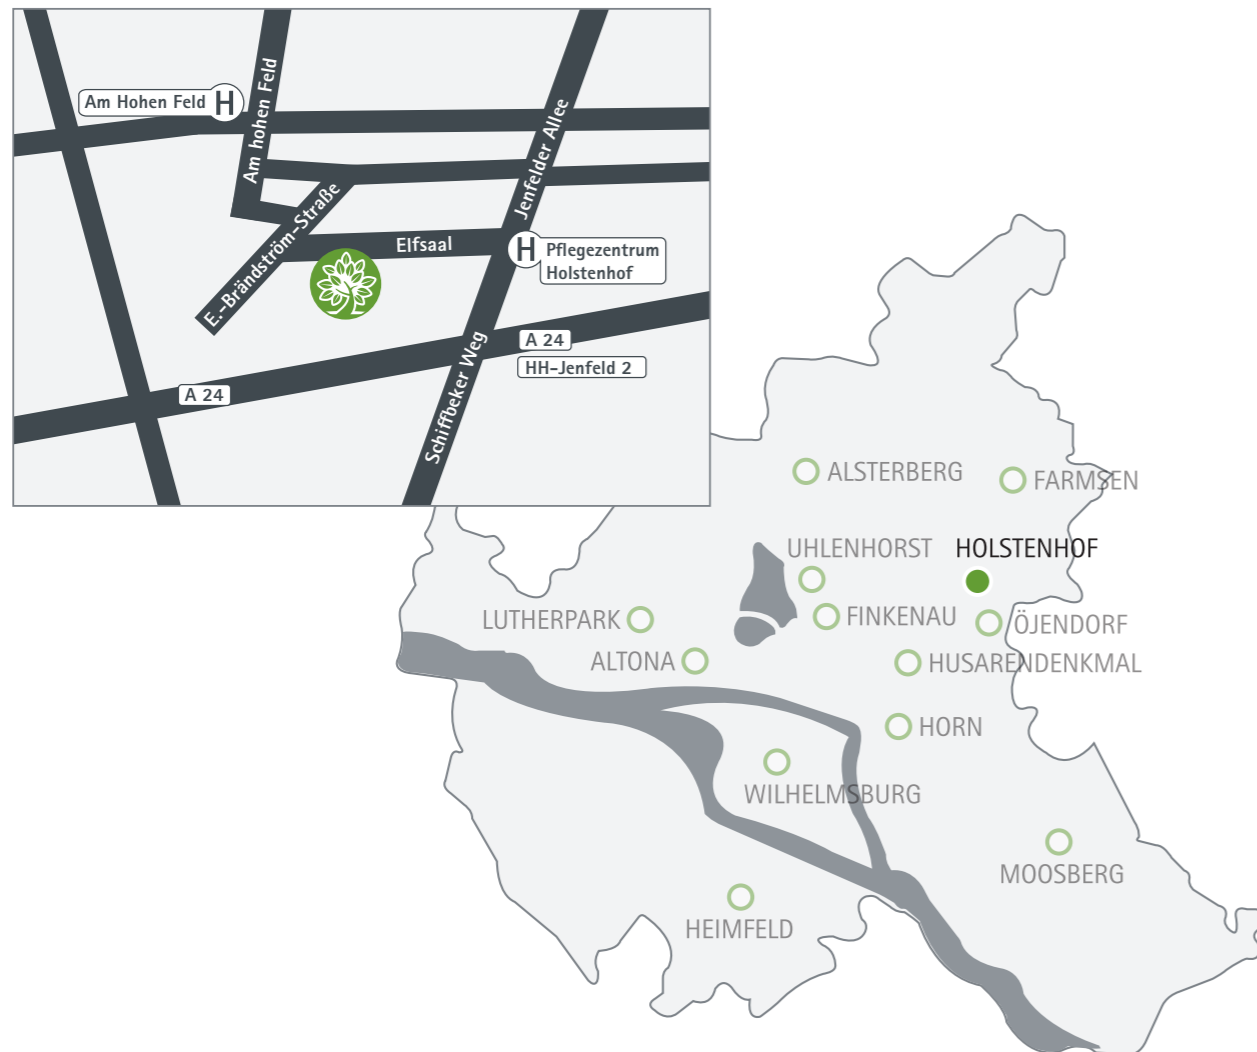 Am Hohen Feld H
Am hohen Feld
Jenfelder Allee
E.-Brändström-Straße
Elfsaal
H Pflegezentrum
Holstenhof
A 24
HH-Jenfeld 2
A 24
Schiffbeker Weg
ALSTERBERG
FARMSEN
UHLENHORST
HOLSTENHOF
LUTHERPARK
FINKENAU
ÖJENDORF
ALTONA
HUSARENDENKMAL
HORN
WILHELMSBURG
MOOSBERG
HEIMFELD